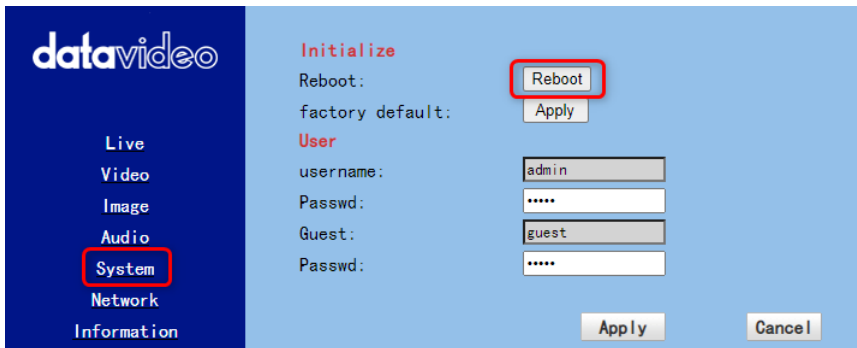 datavideo
Live
Video
Image
Audio
System
Network
Information
Initialize
Reboot: Reboot
factory default: Apply
User
username: admin
Passwd: •••••
Guest: guest
Passwd: •••••
Apply Cancel